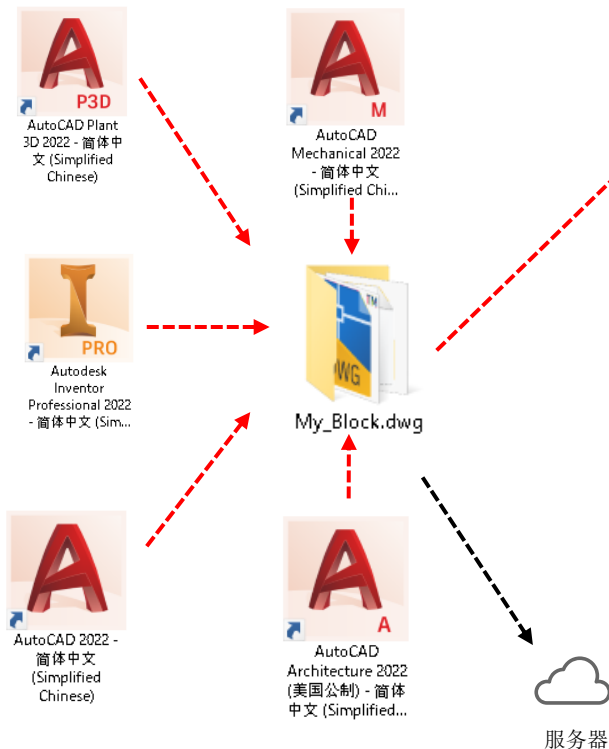 P3D
AutoCAD Plant
3D 2022 - 简体中
文 (Simplified
Chinese)
M
AutoCAD
Mechanical 2022
- 简体中文
(Simplified Chi...
PRO
Autodesk
Inventor
Professional 2022
- 简体中文 (Sim...
TM
WG
My_Block.dwg
AutoCAD 2022 -
简体中文
(Simplified
Chinese)
A
AutoCAD
Architecture 2022
(美国公制) - 简体
中文 (Simplified...
服务器